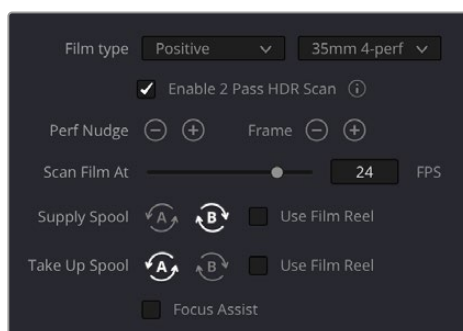 Film type Positive 35mm 4-perf
Enable 2 Pass HDR Scan
Perf Nudge Frame
Scan Film At 24 FPS
Supply Spool A B Use Film Reel
Take Up Spool A B Use Film Reel
Focus Assist